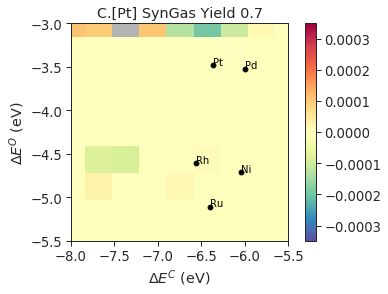 C.[Pt] SynGas Yield 0.7
−3.0
−3.5
−4.0
−4.5
−5.0
−5.5
ΔE^O (eV)
Pt
Pd
Rh
Ni
Ru
−8.0 −7.5 −7.0 −6.5 −6.0 −5.5
ΔE^C (eV)
0.0003
0.0002
0.0001
0.0000
−0.0001
−0.0002
−0.0003